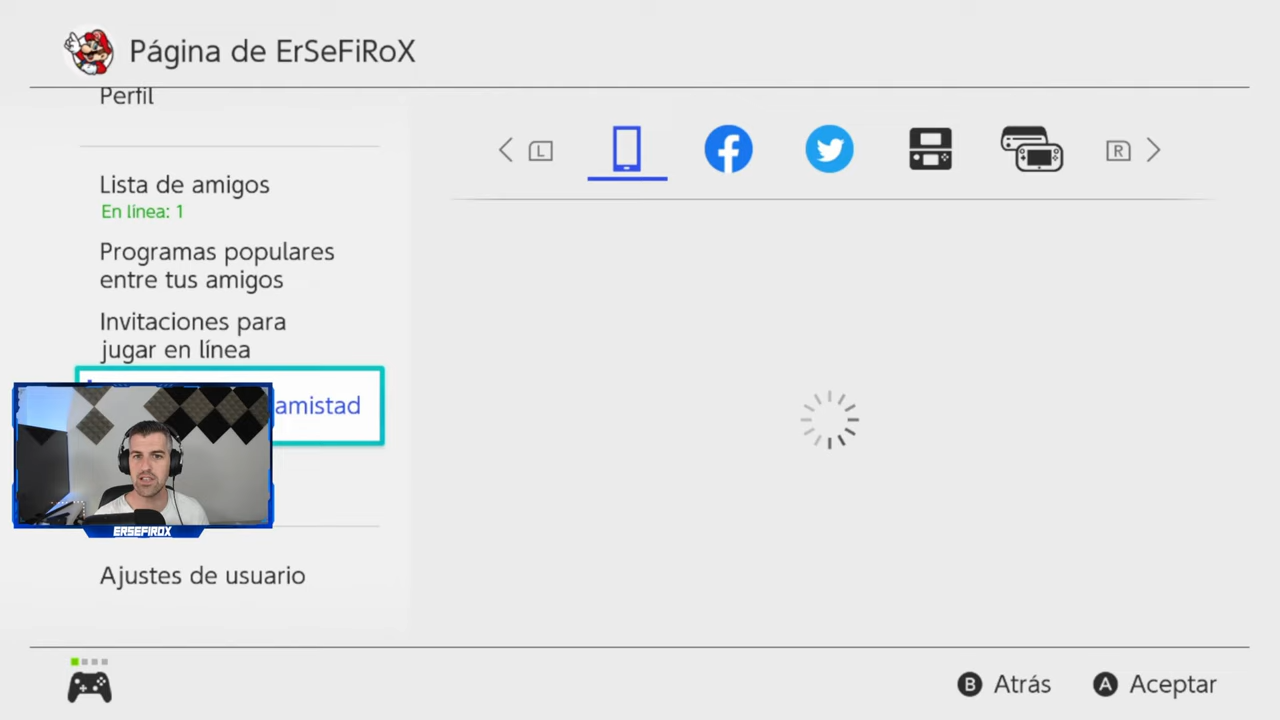 Página de ErSeFiRoX
Perfil
L
R
Lista de amigos
En línea: 1
Programas populares
entre tus amigos
Invitaciones para
jugar en línea
amistad
ERSEFIROX
Ajustes de usuario
B Atrás
A Aceptar